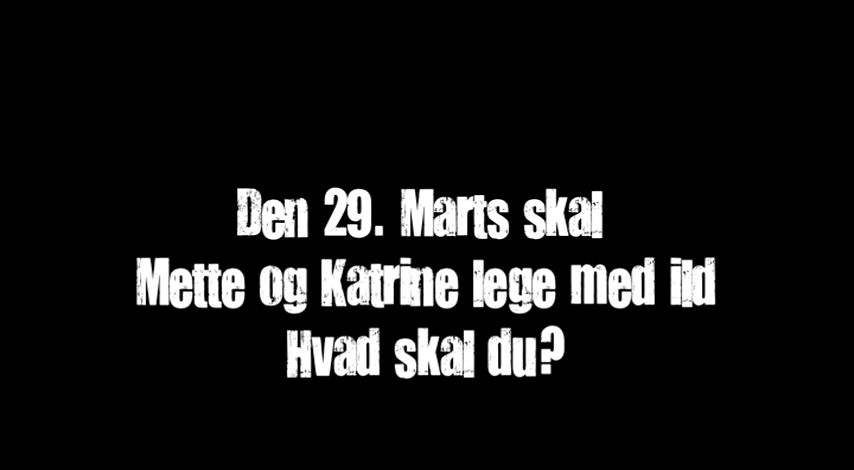 Den 29. Marts skal
Mette og Katrine lege med ild
Hvad skal du?